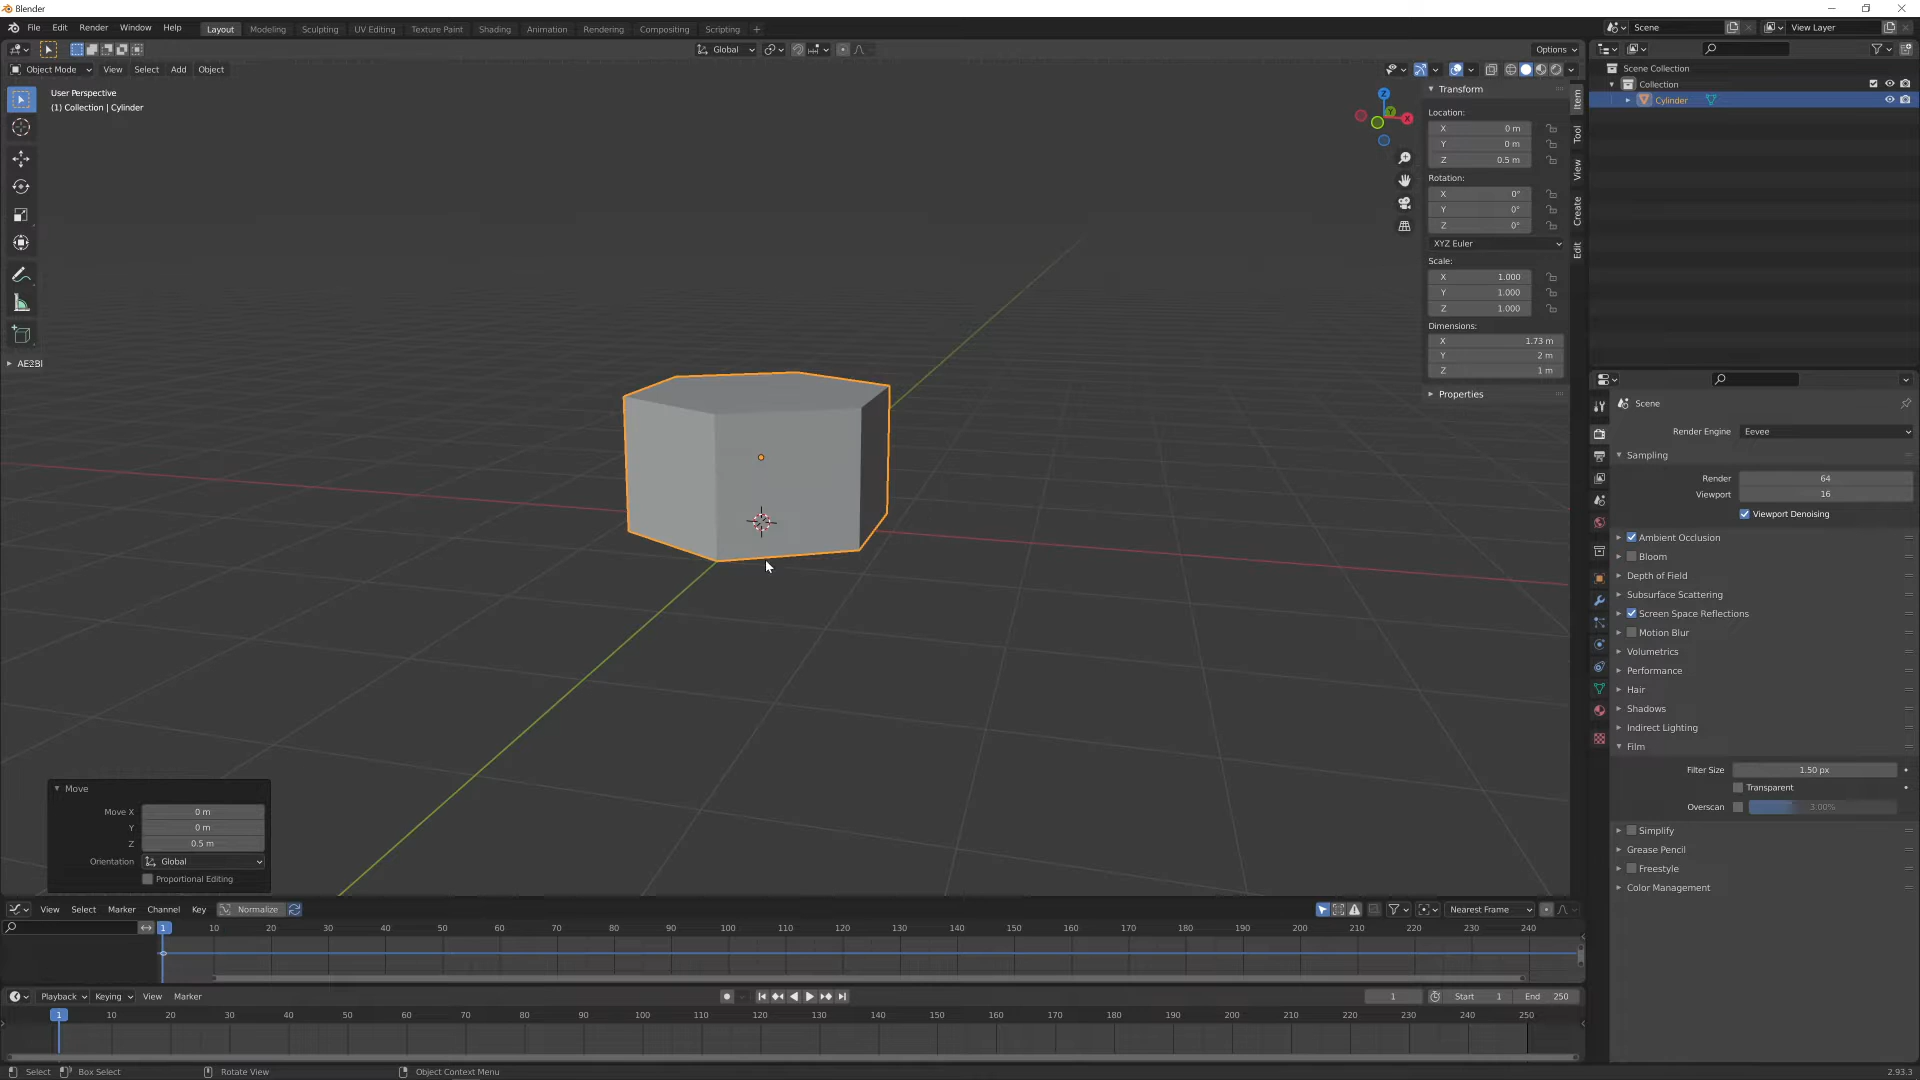 Blender
File Edit Render Window Help Layout Modeling Sculpting UV Editing Texture Paint Shading Animation Rendering Compositing Scripting + Scene View Layer
Global Options
Object Mode View Select Add Object
User Perspective
(1) Collection | Cylinder
AE2Bl
Z
Y
X
Transform
Location:
X 0 m
Y 0 m
Z 0.5 m
Rotation:
X 0°
Y 0°
Z 0°
XYZ Euler
Scale:
X 1.000
Y 1.000
Z 1.000
Dimensions:
X 1.73 m
Y 2 m
Z 1 m
Properties
Item
Tool
View
Create
Edit
Scene Collection
Collection
Cylinder
Scene
Render Engine Eevee
Sampling
Render 64
Viewport 16
Viewport Denoising
Ambient Occlusion
Bloom
Depth of Field
Subsurface Scattering
Screen Space Reflections
Motion Blur
Volumetrics
Performance
Hair
Shadows
Indirect Lighting
Film
Filter Size 1.50 px
Transparent
Overscan 3.00%
Simplify
Grease Pencil
Freestyle
Color Management
Move
Move X 0 m
Y 0 m
Z 0.5 m
Orientation Global
Proportional Editing
View Select Marker Channel Key Normalize Nearest Frame
1 10 20 30 40 50 60 70 80 90 100 110 120 130 140 150 160 170 180 190 200 210 220 230 240
Playback Keying View Marker 1 Start 1 End 250
1 10 20 30 40 50 60 70 80 90 100 110 120 130 140 150 160 170 180 190 200 210 220 230 240 250
Select Box Select Rotate View Object Context Menu 2.93.3